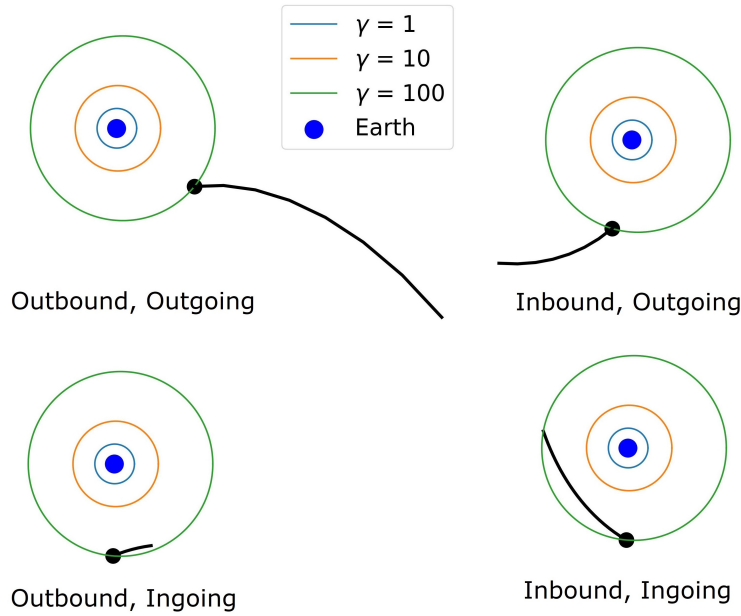 γ = 1
γ = 10
γ = 100
Earth
Outbound, Outgoing
Inbound, Outgoing
Outbound, Ingoing
Inbound, Ingoing